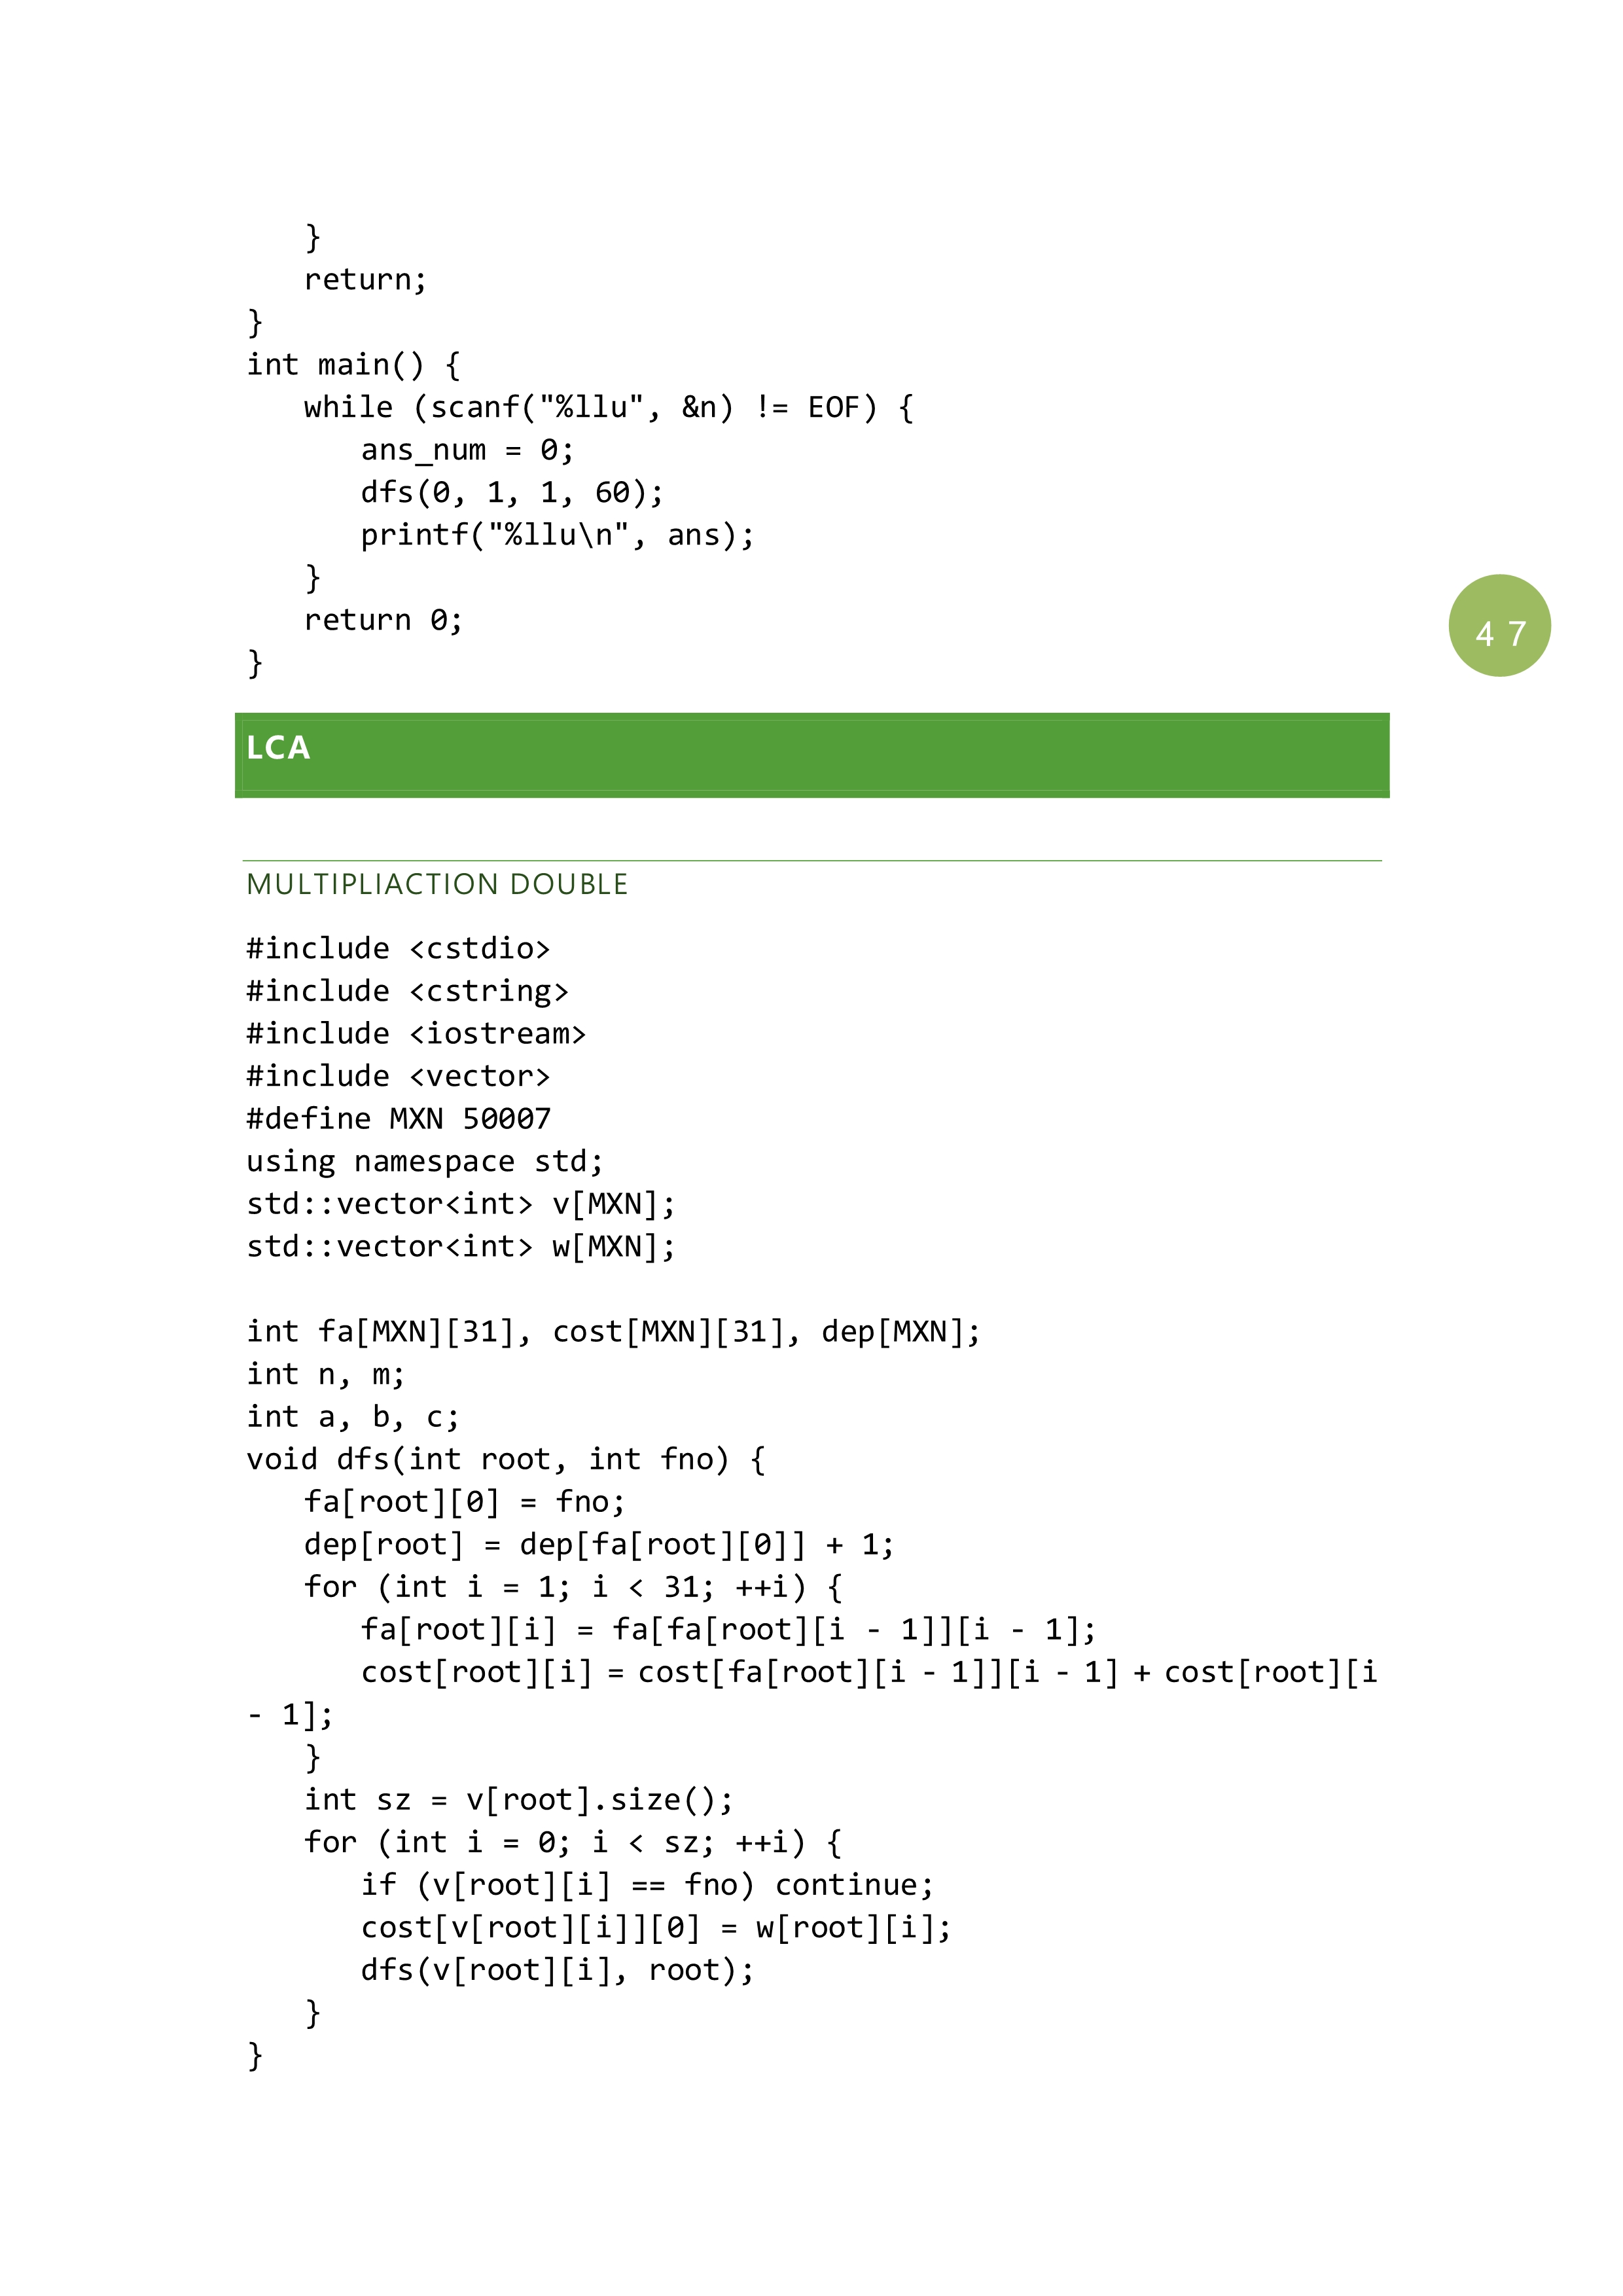 }
    return;
}
int main() {
    while (scanf("%llu", &n) != EOF) {
        ans_num = 0;
        dfs(0, 1, 1, 60);
        printf("%llu\n", ans);
    }
    return 0;
}
4 7
LCA
MULTIPLIACTION DOUBLE
#include <cstdio>
#include <cstring>
#include <iostream>
#include <vector>
#define MXN 50007
using namespace std;
std::vector<int> v[MXN];
std::vector<int> w[MXN];

int fa[MXN][31], cost[MXN][31], dep[MXN];
int n, m;
int a, b, c;
void dfs(int root, int fno) {
    fa[root][0] = fno;
    dep[root] = dep[fa[root][0]] + 1;
    for (int i = 1; i < 31; ++i) {
        fa[root][i] = fa[fa[root][i - 1]][i - 1];
        cost[root][i] = cost[fa[root][i - 1]][i - 1] + cost[root][i
- 1];
    }
    int sz = v[root].size();
    for (int i = 0; i < sz; ++i) {
        if (v[root][i] == fno) continue;
        cost[v[root][i]][0] = w[root][i];
        dfs(v[root][i], root);
    }
}